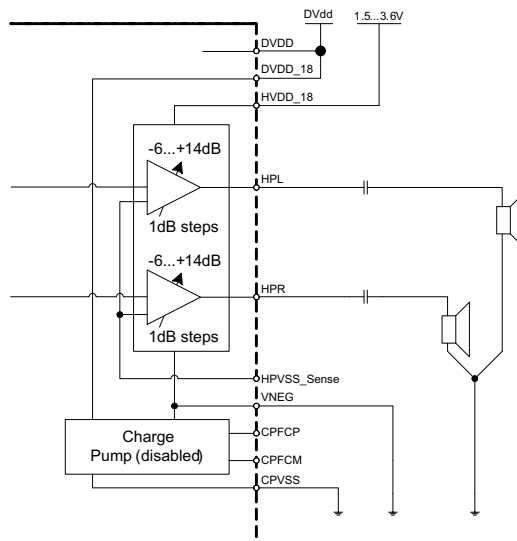 DVdd
1.5...3.6V
DVDD
DVDD_18
HVDD_18
-6...+14dB
HPL
1dB steps
-6...+14dB
HPR
1dB steps
HPVSS_Sense
VNEG
Charge
Pump (disabled)
CPFCP
CPFCM
CPVSS